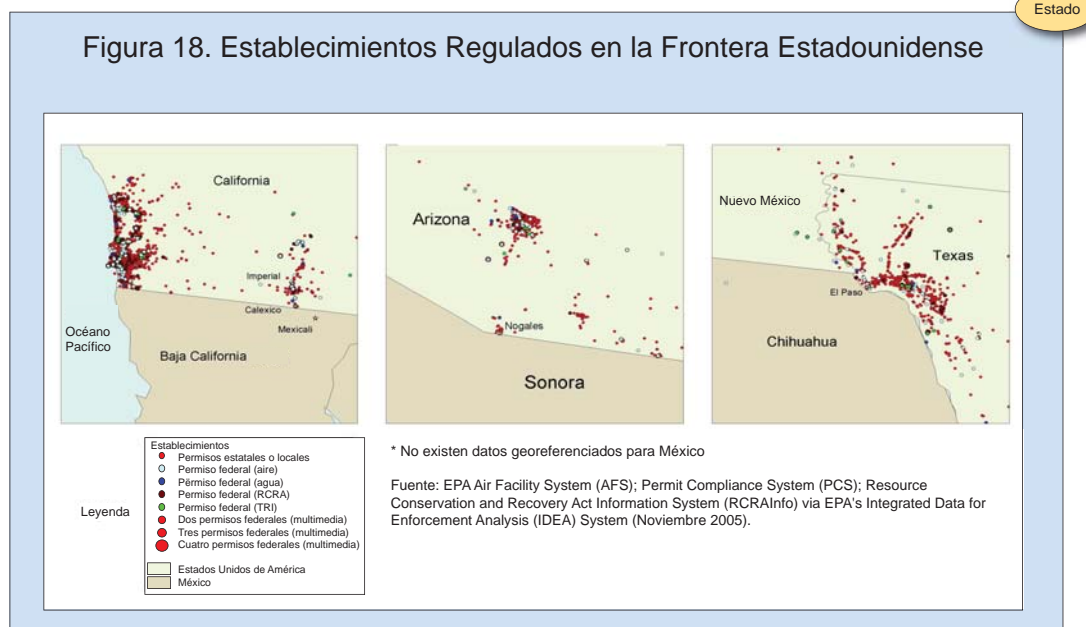 Estado
Figura 18. Establecimientos Regulados en la Frontera Estadounidense
California
Imperial
Calexico
Mexicali
Océano
Pacífico
Baja California
Arizona
Nogales
Sonora
Nuevo México
Texas
El Paso
Chihuahua
Leyenda
Establecimientos
Permisos estatales o locales
Permiso federal (aire)
Përmiso federal (agua)
Permiso federal (RCRA)
Permiso federal (TRI)
Dos permisos federales (multimedia)
Tres permisos federales (multimedia)
Cuatro permisos federales (multimedia)
Estados Unidos de América
México
* No existen datos georeferenciados para México
Fuente: EPA Air Facility System (AFS); Permit Compliance System (PCS); Resource
Conservation and Recovery Act Information System (RCRAInfo) via EPA's Integrated Data for
Enforcement Analysis (IDEA) System (Noviembre 2005).